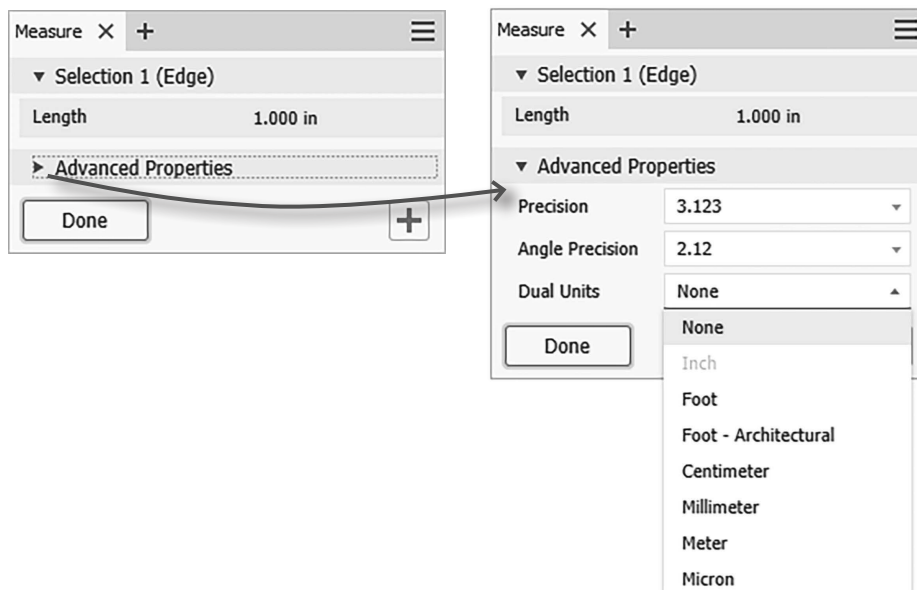 Measure X +
Selection 1 (Edge)
Length 1.000 in
Advanced Properties
Done +
Measure X +
Selection 1 (Edge)
Length 1.000 in
Advanced Properties
Precision 3.123
Angle Precision 2.12
Dual Units None
Done
None
Inch
Foot
Foot - Architectural
Centimeter
Millimeter
Meter
Micron